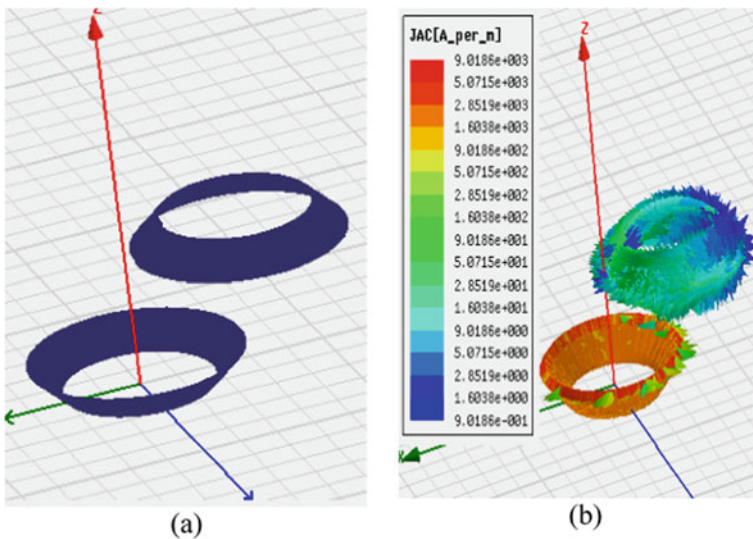 Z
(a)
JAC[A_per_m]
9.0186e+003
5.0715e+003
2.8519e+003
1.6038e+003
9.0186e+002
5.0715e+002
2.8519e+002
1.6038e+002
9.0186e+001
5.0715e+001
2.8519e+001
1.6038e+001
9.0186e+000
5.0715e+000
2.8519e+000
1.6038e+000
9.0186e-001
Z
(b)